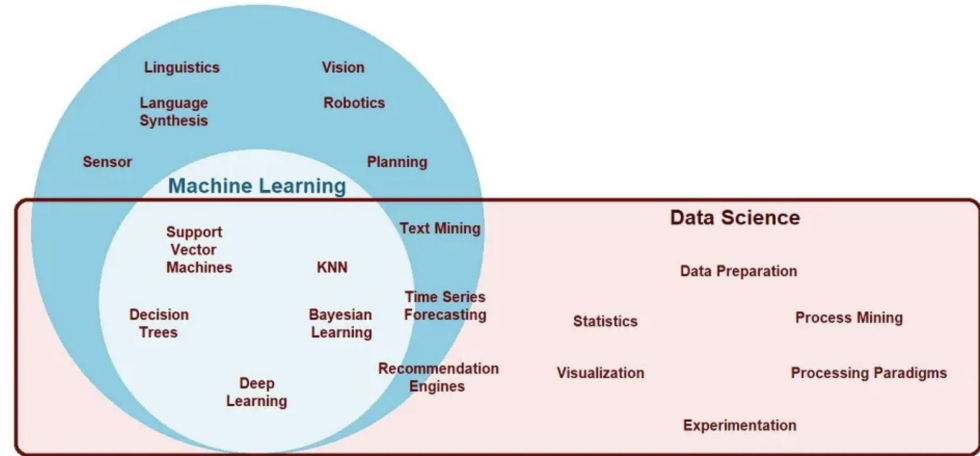 Linguistics
Vision
Language
Synthesis
Robotics
Sensor
Planning
Machine Learning
Support
Vector
Machines
KNN
Decision
Trees
Bayesian
Learning
Deep
Learning
Text Mining
Time Series
Forecasting
Recommendation
Engines
Data Science
Data Preparation
Statistics
Process Mining
Visualization
Processing Paradigms
Experimentation